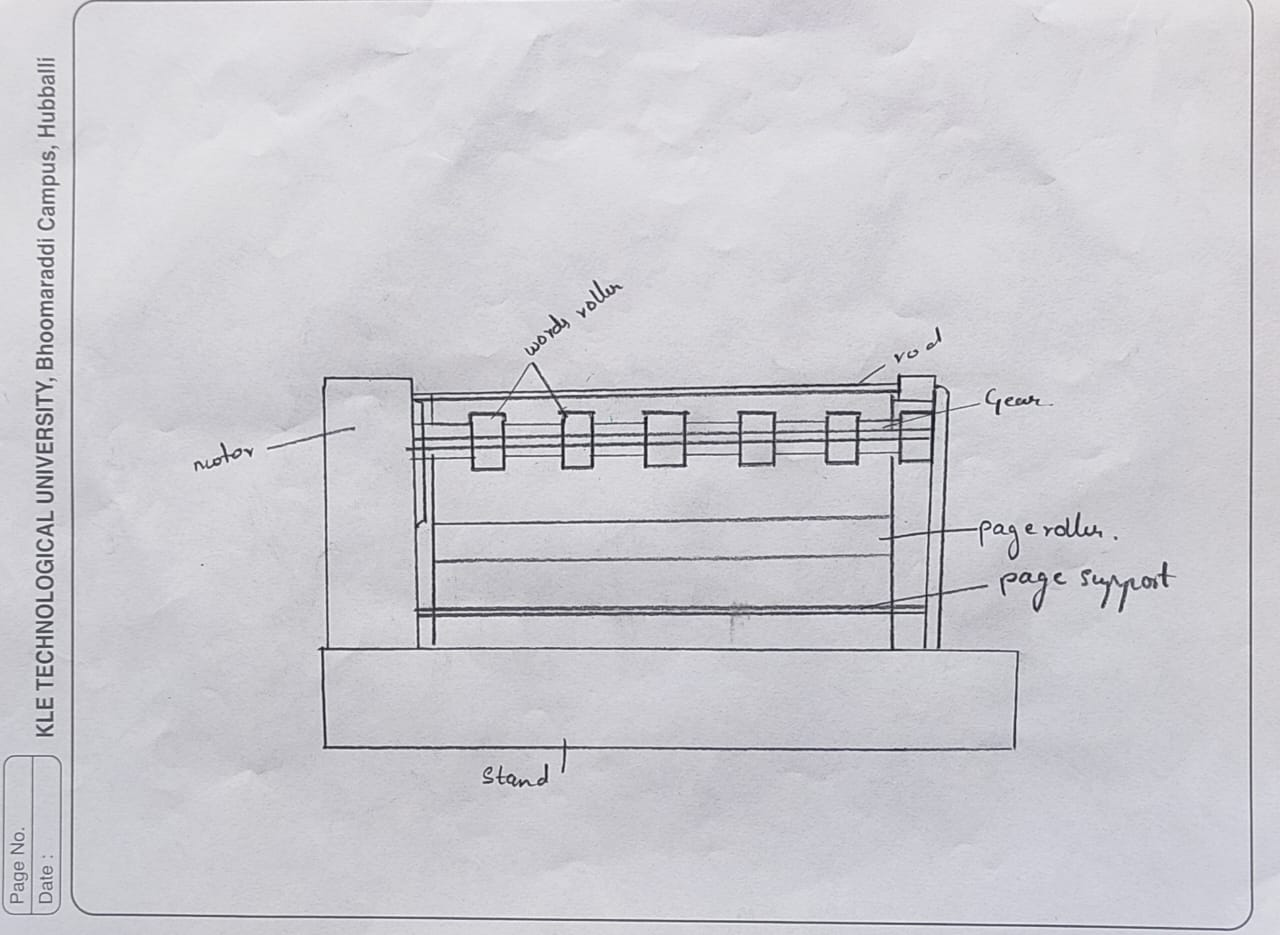 Page No.
Date :
KLE TECHNOLOGICAL UNIVERSITY, Bhoomaraddi Campus, Hubballi
words roller
rod
Gear
motor
page roller.
page support
Stand